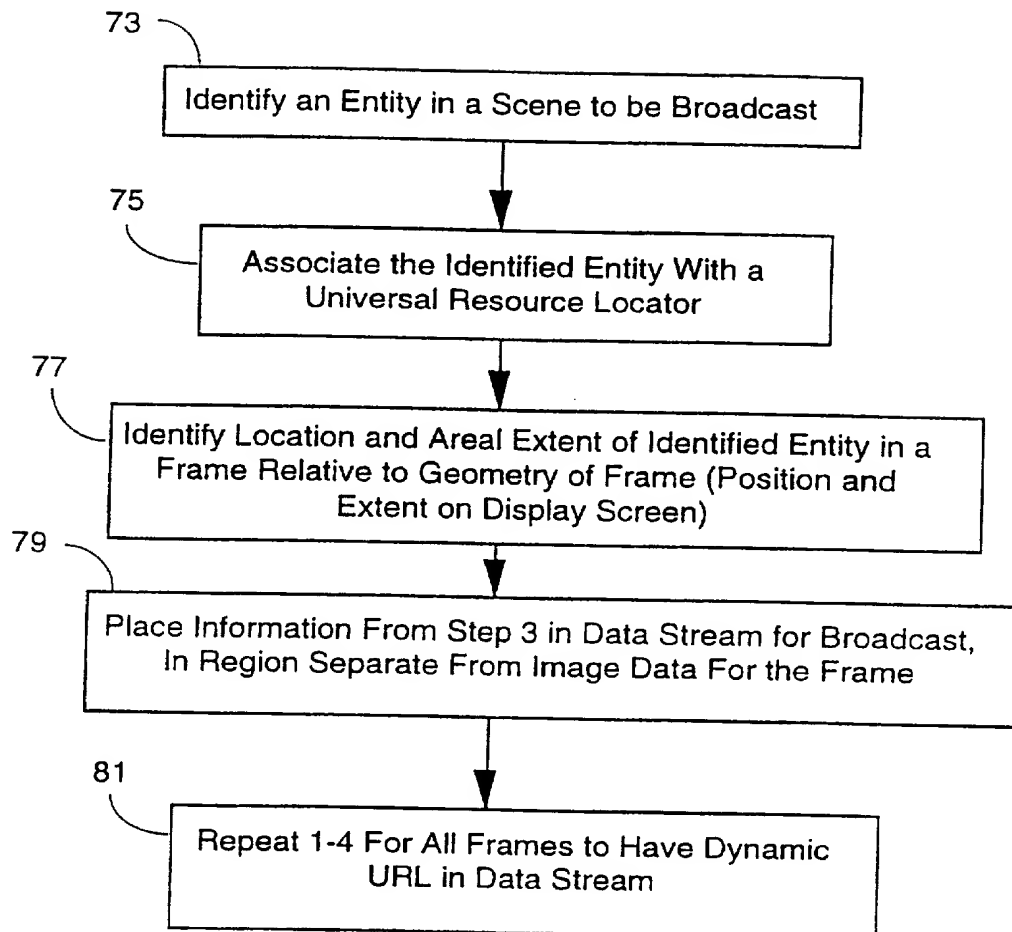 73
Identify an Entity in a Scene to be Broadcast
75
Associate the Identified Entity With a
Universal Resource Locator
77
Identify Location and Areal Extent of Identified Entity in a
Frame Relative to Geometry of Frame (Position and
Extent on Display Screen)
79
Place Information From Step 3 in Data Stream for Broadcast,
In Region Separate From Image Data For the Frame
81
Repeat 1-4 For All Frames to Have Dynamic
URL in Data Stream